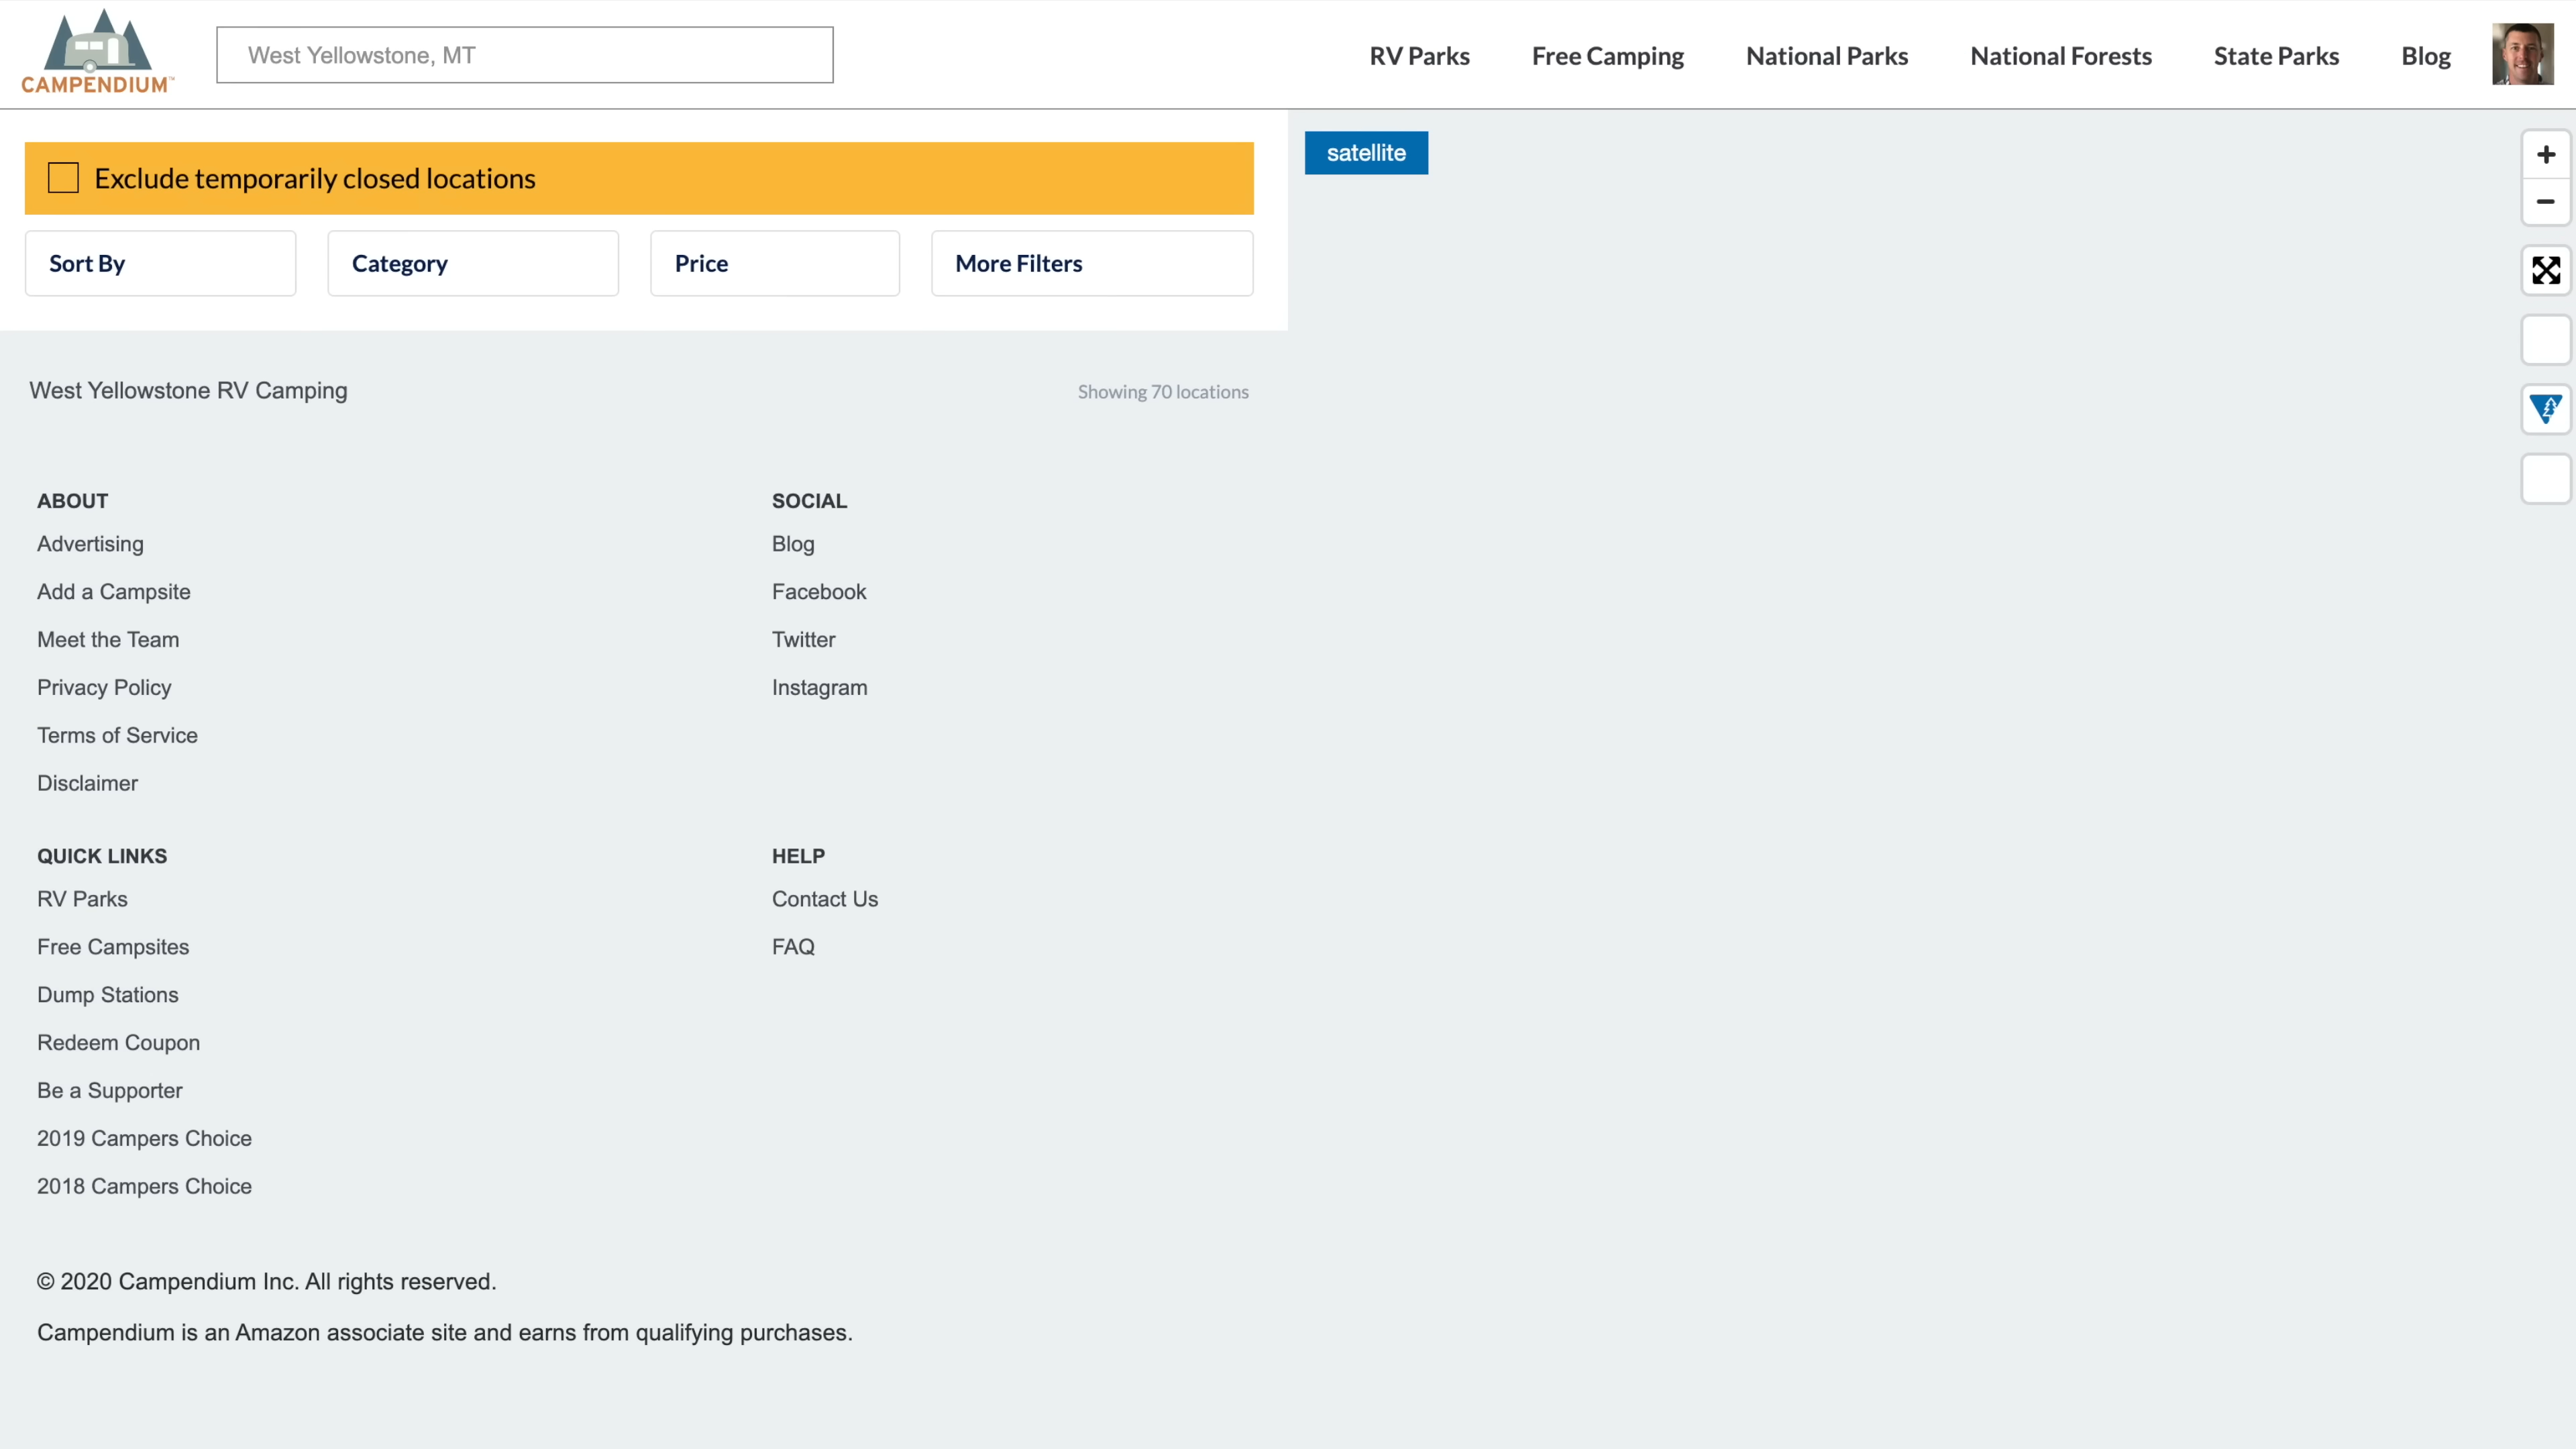 CAMPENDIUM™
West Yellowstone, MT
RV Parks
Free Camping
National Parks
National Forests
State Parks
Blog
Exclude temporarily closed locations
Sort By
Category
Price
More Filters
satellite
West Yellowstone RV Camping
Showing 70 locations
ABOUT
Advertising
Add a Campsite
Meet the Team
Privacy Policy
Terms of Service
Disclaimer
SOCIAL
Blog
Facebook
Twitter
Instagram
QUICK LINKS
RV Parks
Free Campsites
Dump Stations
Redeem Coupon
Be a Supporter
2019 Campers Choice
2018 Campers Choice
HELP
Contact Us
FAQ
© 2020 Campendium Inc. All rights reserved.
Campendium is an Amazon associate site and earns from qualifying purchases.